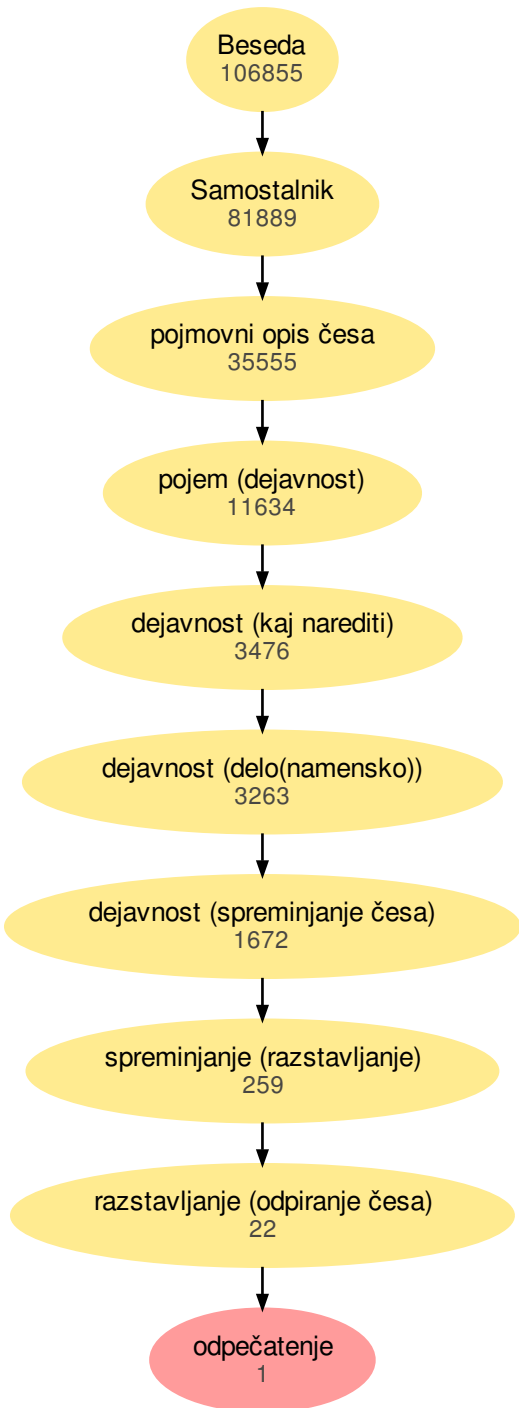 Beseda
106855
Samostalnik
81889
pojmovni opis česa
35555
pojem (dejavnost)
11634
dejavnost (kaj narediti)
3476
dejavnost (delo(namensko))
3263
dejavnost (spreminjanje česa)
1672
spreminjanje (razstavljanje)
259
razstavljanje (odpiranje česa)
22
odpečatenje
1